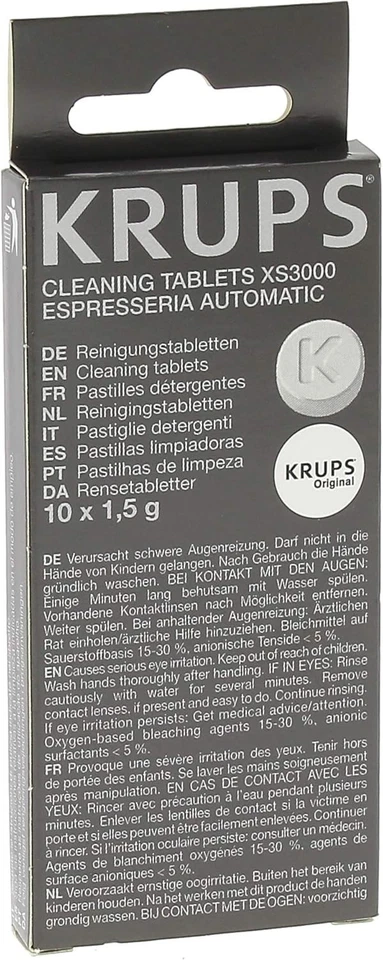 KRUPS®
CLEANING TABLETS XS3000
ESPRESSERIA AUTOMATIC
DE Reinigungstabletten
EN Cleaning tablets
FR Pastilles détergentes
NL Reinigingstabletten
IT Pastiglie detergenti
ES Pastillas limpiadoras
PT Pastilhas de limpeza
DA Rensetabletter
10 x 1,5 g
K
KRUPS
Original
DE Verursacht schwere Augenreizung. Darf nicht in die
Hände von Kindern gelangen. Nach Gebrauch die Hände
gründlich waschen. BEI KONTAKT MIT DEN AUGEN:
Einige Minuten lang behutsam mit Wasser spülen.
Vorhandene Kontaktlinsen nach Möglichkeit entfernen.
Weiter spülen. Bei anhaltender Augenreizung: Ärztlichen
Rat einholen/ärztliche Hilfe hinzuziehen. Bleichmittel auf
Sauerstoffbasis 15-30 %, anionische Tenside < 5 %.
EN Causes serious eye irritation. Keep out of reach of children.
Wash hands thoroughly after handling. IF IN EYES: Rinse
cautiously with water for several minutes. Remove
contact lenses, if present and easy to do. Continue rinsing.
If eye irritation persists: Get medical advice/attention.
Oxygen-based bleaching agents 15-30 %, anionic
surfactants < 5 %.
FR Provoque une sévère irritation des yeux. Tenir hors
de portée des enfants. Se laver les mains soigneusement
après manipulation. EN CAS DE CONTACT AVEC LES
YEUX: Rincer avec précaution à l'eau pendant plusieurs
minutes. Enlever les lentilles de contact si la victime en
porte et si elles peuvent être facilement enlevées. Continuer
à rincer. Si l'irritation oculaire persiste: consulter un médecin.
Agents de blanchiment oxygénés 15-30 %, agents de
surface anioniques < 5 %.
NL Veroorzaakt ernstige oogirritatie. Buiten het bereik van
kinderen houden. Na het werken met dit product de handen
grondig wassen. BIJ CONTACT MET DE OGEN: voorzichtig